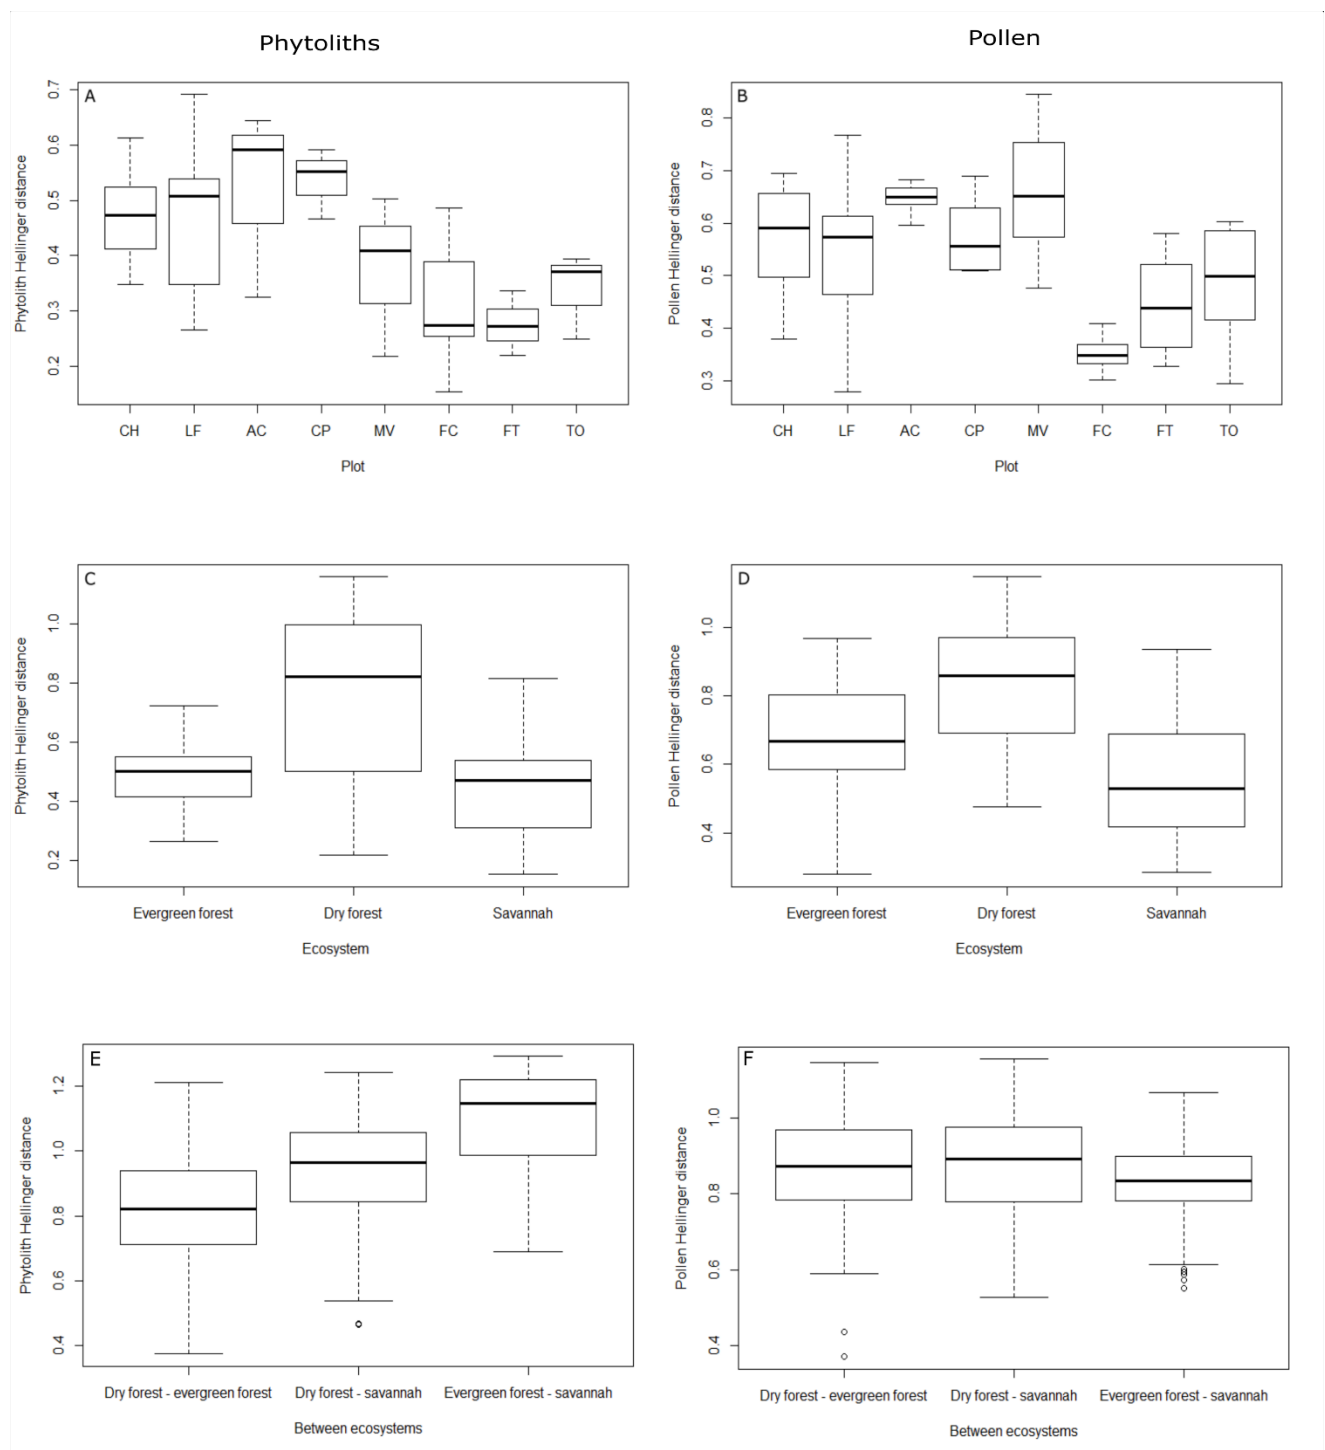 Phytoliths
Pollen
A
Phytolith Hellinger distance
0.7
0.6
0.5
0.4
0.3
0.2
CH LF AC CP MV FC FT TO
Plot
B
Pollen Hellinger distance
0.8
0.7
0.6
0.5
0.4
0.3
CH LF AC CP MV FC FT TO
Plot
C
Phytolith Hellinger distance
1.0
0.8
0.6
0.4
0.2
Evergreen forest Dry forest Savannah
Ecosystem
D
Pollen Hellinger distance
1.0
0.8
0.6
0.4
Evergreen forest Dry forest Savannah
Ecosystem
E
Phytolith Hellinger distance
1.2
1.0
0.8
0.6
0.4
Dry forest - evergreen forest Dry forest - savannah Evergreen forest - savannah
Between ecosystems
F
Pollen Hellinger distance
1.0
0.8
0.6
0.4
Dry forest - evergreen forest Dry forest - savannah Evergreen forest - savannah
Between ecosystems